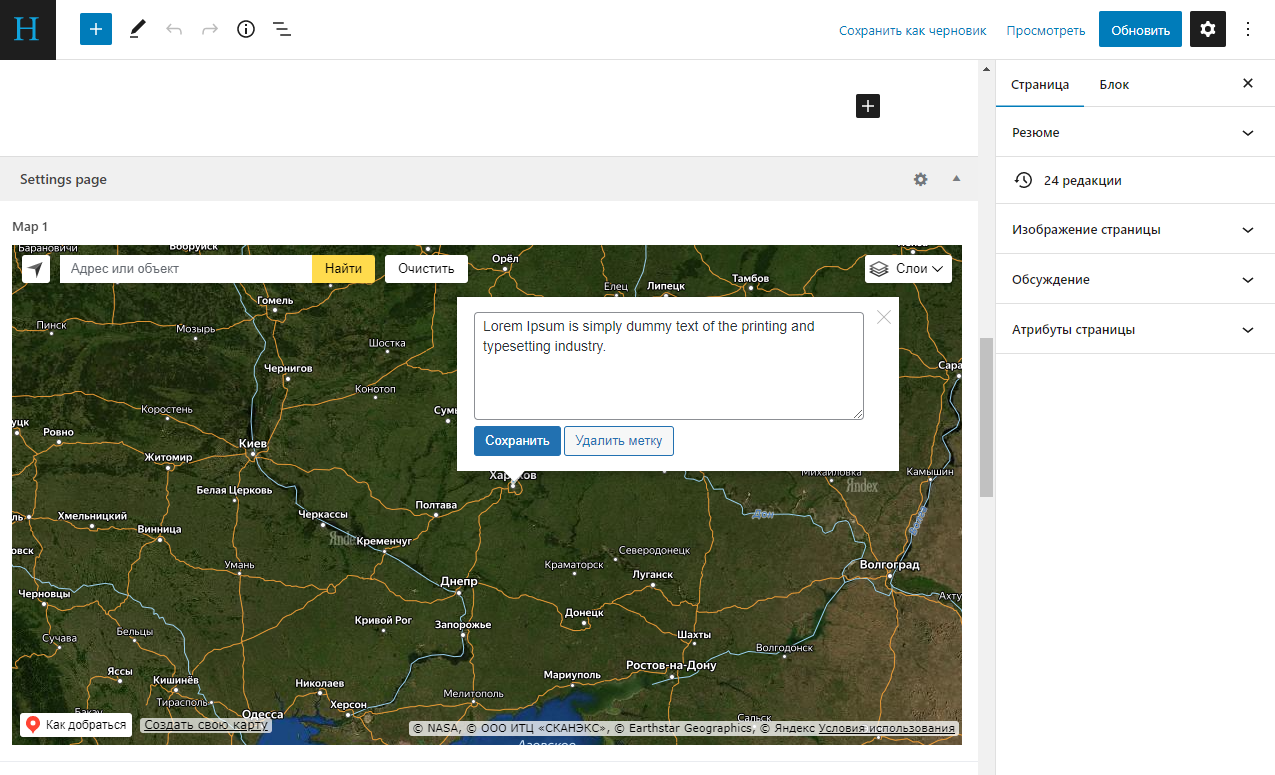 H
Сохранить как черновик
Просмотреть
Обновить
Страница
Блок
Резюме
24 редакции
Изображение страницы
Обсуждение
Атрибуты страницы
Settings page
Map 1
Барановичи
Бобруйск
Орёл
Адрес или объект
Найти
Очистить
Слои
Тамбов
Елец
Липецк
Гомель
Пинск
Мозырь
Lorem Ipsum is simply dummy text of the printing and
typesetting industry.
Шостка
Чернигов
Конотоп
Коростень
Ровно
Киев
Сохранить
Удалить метку
Житомир
Михайловка
Камышин
Харьков
Yandex
Белая Церковь
Полтава
Хмельницкий
Черкассы
Дон
Винница
Кременчуг
Северодонецк
Умань
Краматорск
Волгоград
Луганск
Днепр
Черновцы
Донецк
Кривой Рог
Запорожье
Сучава
Бельцы
Шахты
Волгодонск
Яссы
Ростов-на-Дону
Кишинёв
Николаев
Мариуполь
Тирасполь
Херсон
Мелитополь
Одесса
Сальск
Как добраться
Создать свою карту
© NASA, © ООО ИТЦ «СКАНЭКС», © Earthstar Geographics, © Яндекс Условия использования
Азовское